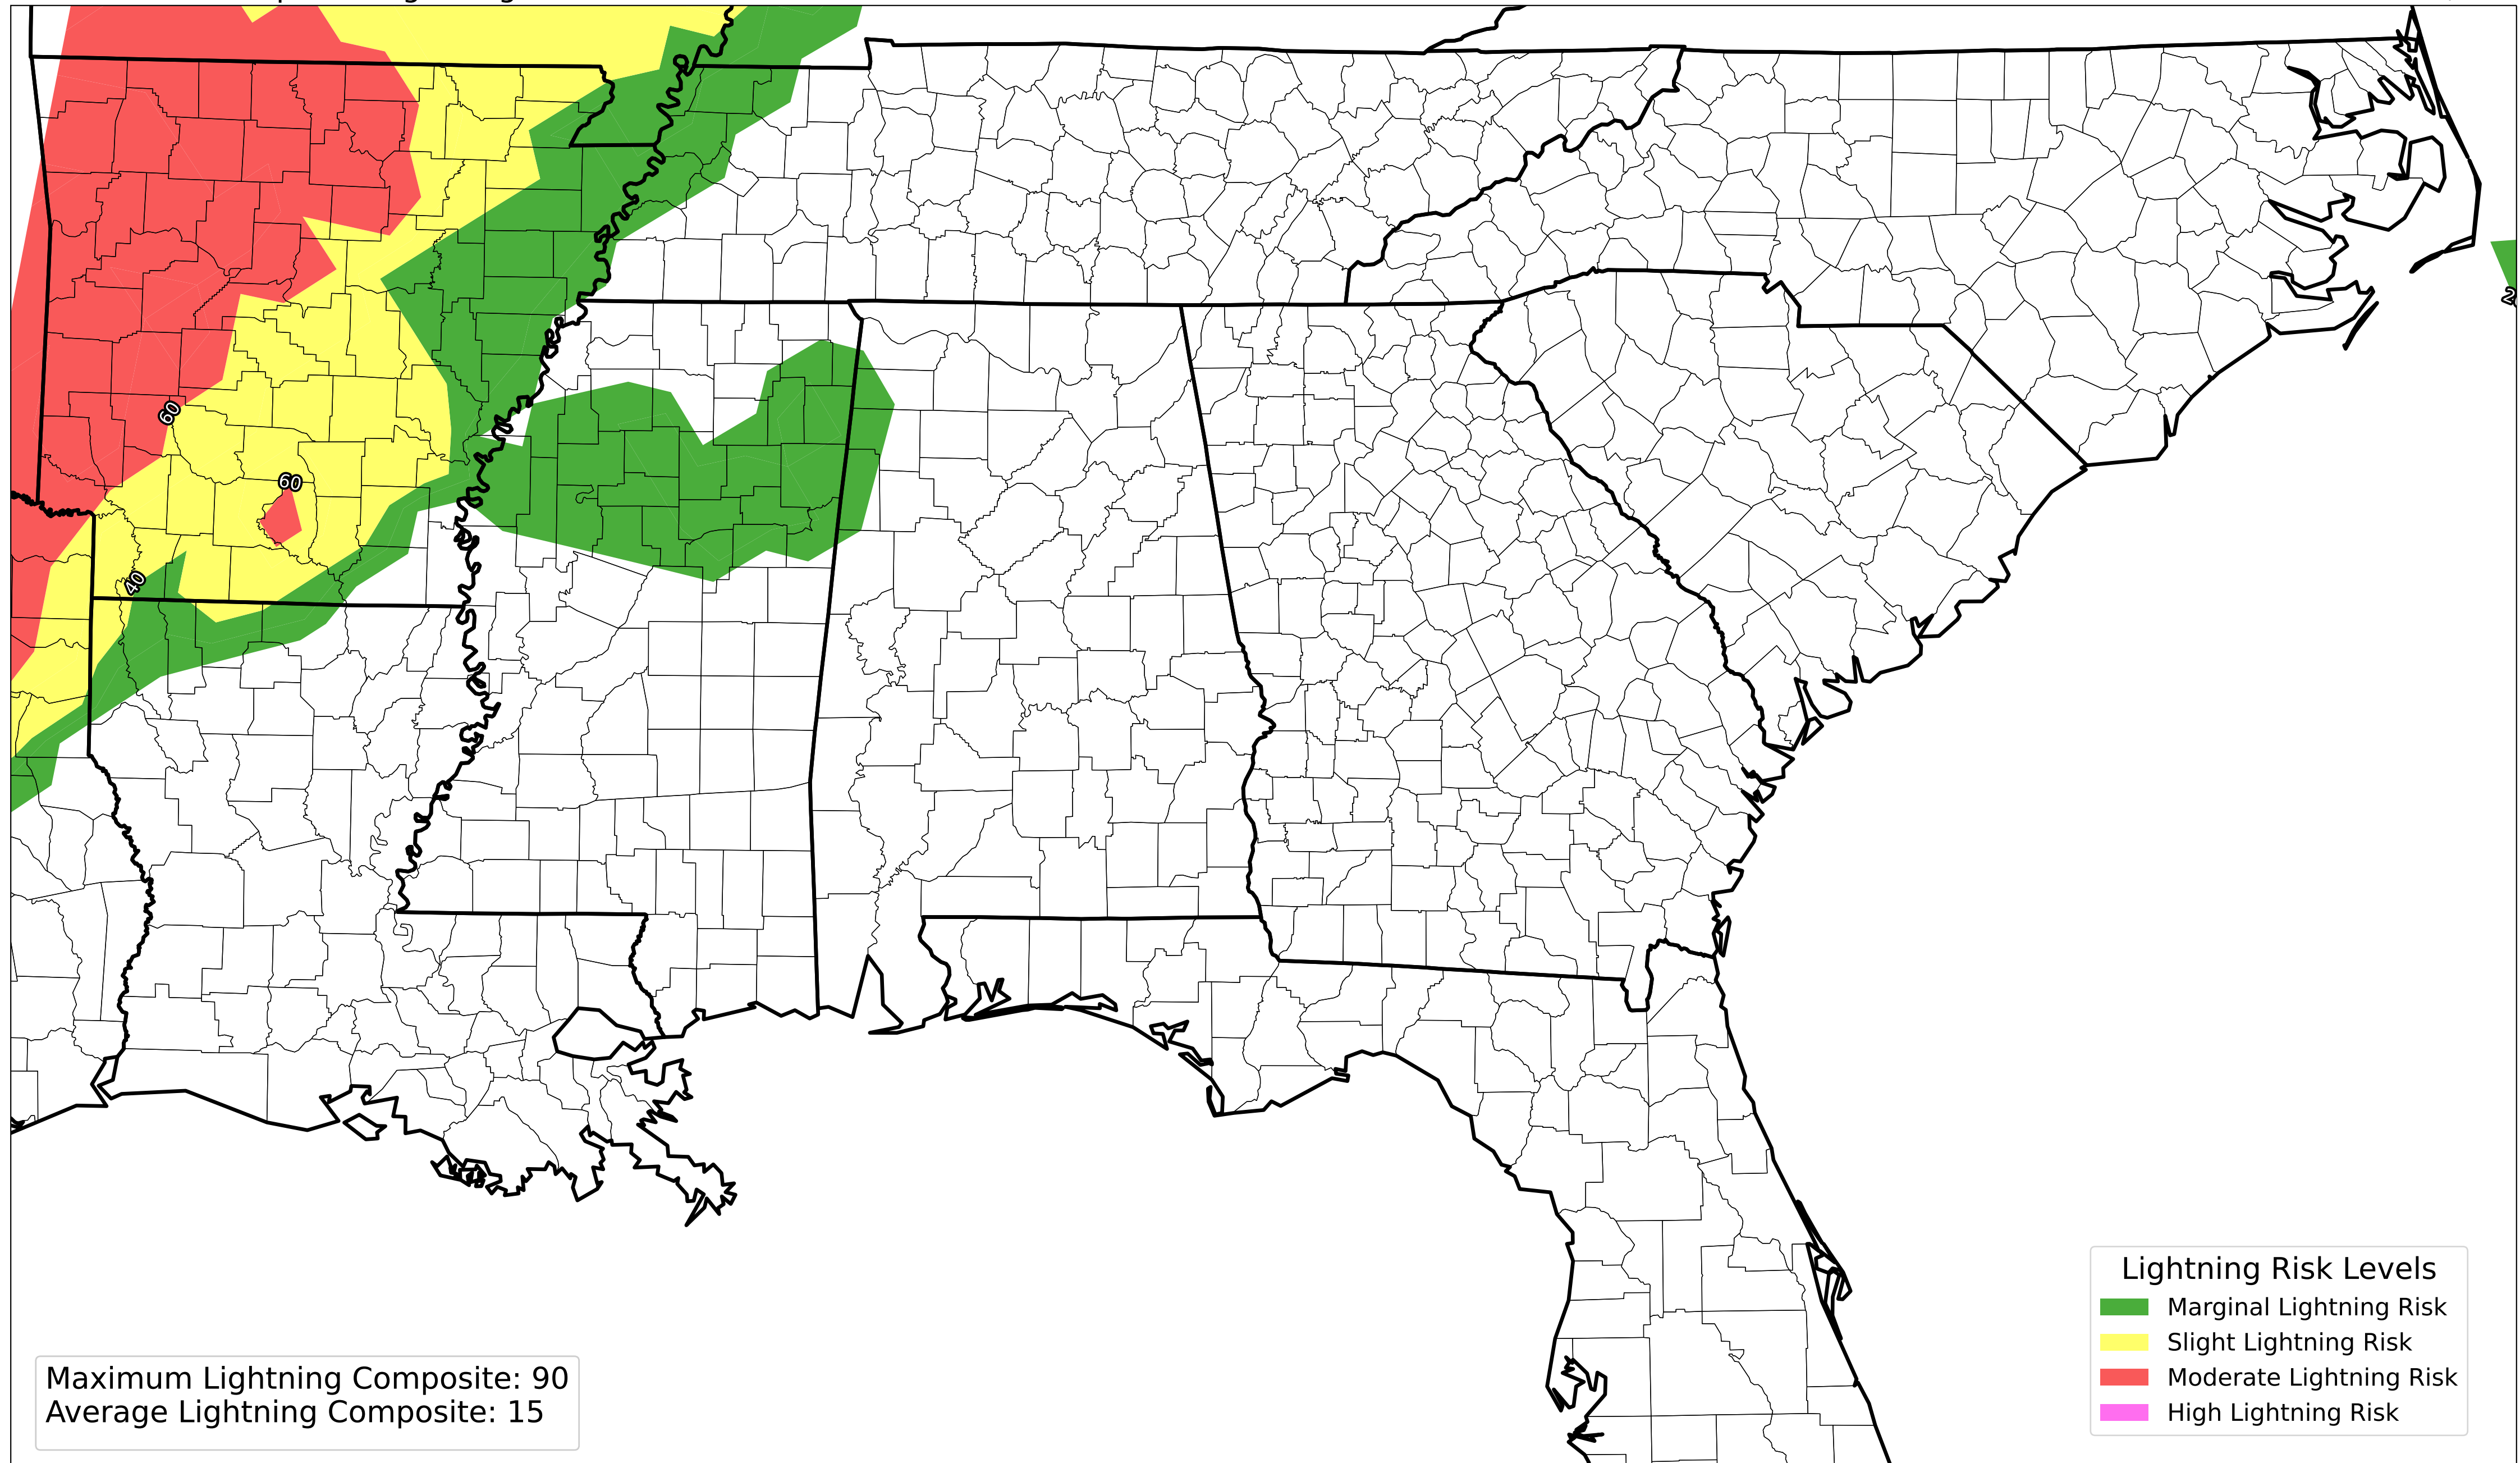 60
60
40
2
Lightning Risk Levels
Marginal Lightning Risk
Slight Lightning Risk
Moderate Lightning Risk
High Lightning Risk
Maximum Lightning Composite: 90
Average Lightning Composite: 15